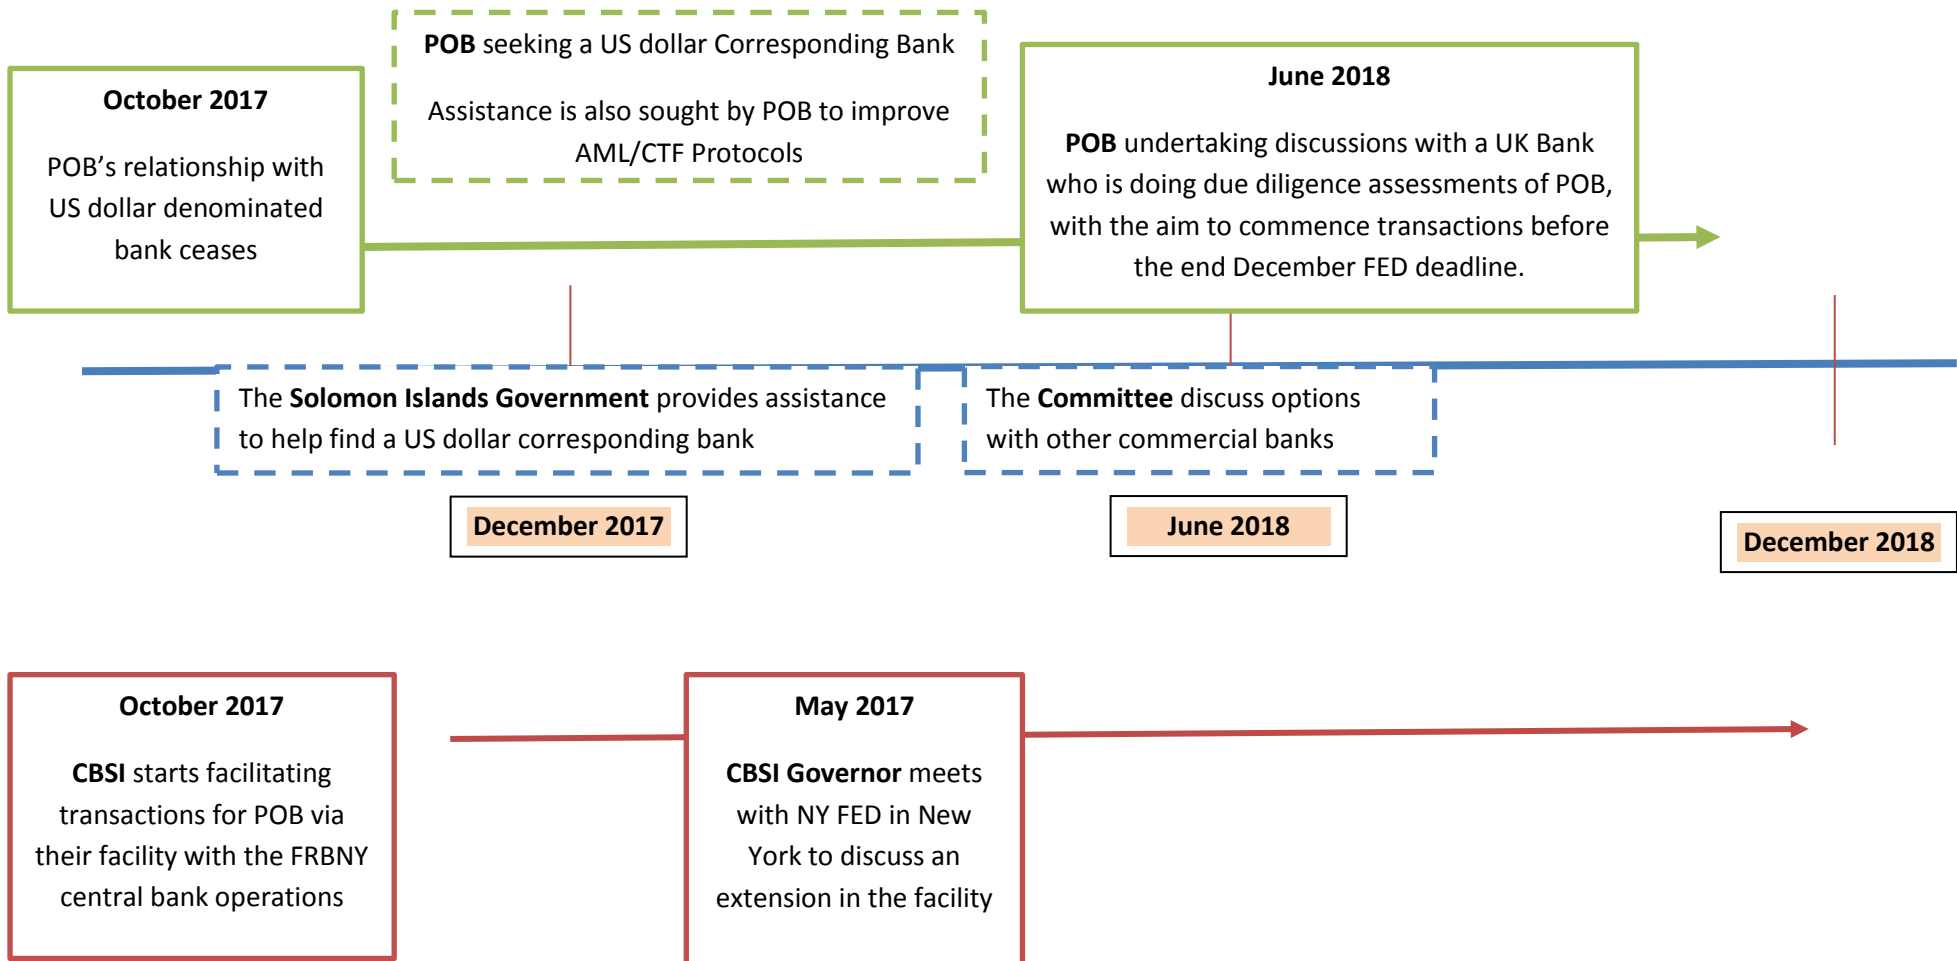 October 2017
POB’s relationship with
US dollar denominated
bank ceases
POB seeking a US dollar Corresponding Bank
Assistance is also sought by POB to improve
AML/CTF Protocols
June 2018
POB undertaking discussions with a UK Bank
who is doing due diligence assessments of POB,
with the aim to commence transactions before
the end December FED deadline.
The Solomon Islands Government provides assistance
to help find a US dollar corresponding bank
The Committee discuss options
with other commercial banks
December 2017
June 2018
December 2018
October 2017
CBSI starts facilitating
transactions for POB via
their facility with the FRBNY
central bank operations
May 2017
CBSI Governor meets
with NY FED in New
York to discuss an
extension in the facility